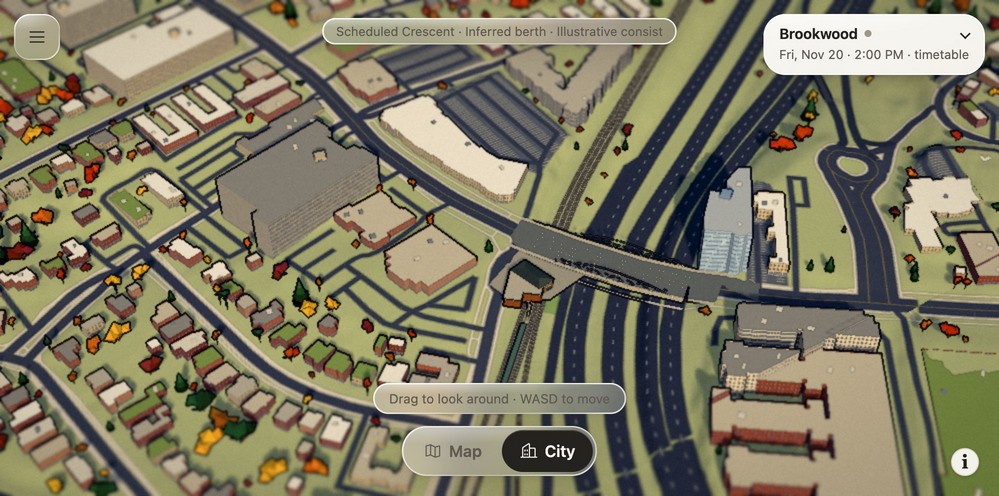 Scheduled Crescent · Inferred berth · Illustrative consist
Brookwood
Fri, Nov 20 · 2:00 PM · timetable
Drag to look around · WASD to move
Map
City
i